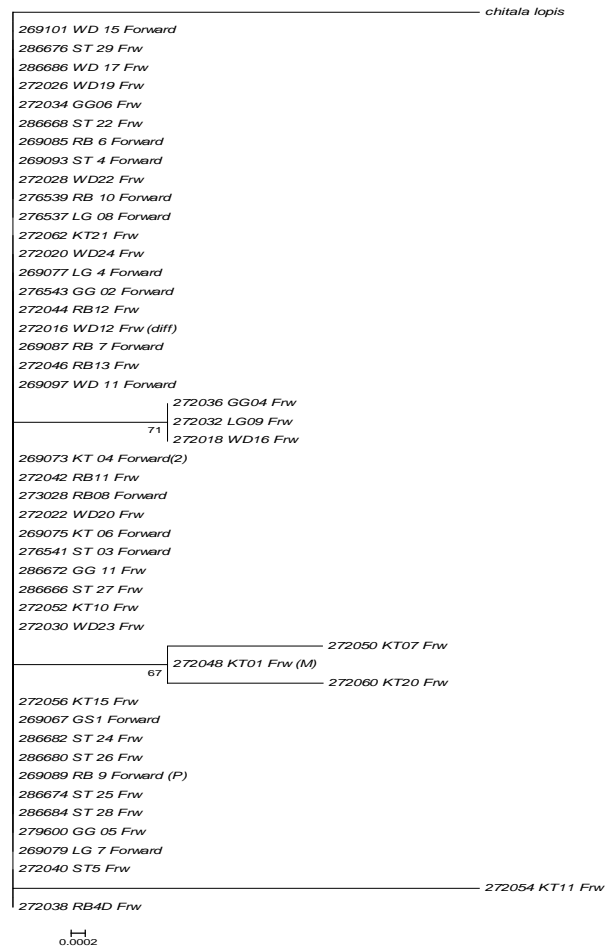 chitala lopis
269101 WD 15 Forward
286676 ST 29 Frw
286686 WD 17 Frw
272026 WD19 Frw
272034 GG06 Frw
286668 ST 22 Frw
269085 RB 6 Forward
269093 ST 4 Forward
272028 WD22 Frw
276539 RB 10 Forward
276537 LG 08 Forward
272062 KT21 Frw
272020 WD24 Frw
269077 LG 4 Forward
276543 GG 02 Forward
272044 RB12 Frw
272016 WD12 Frw (diff)
269087 RB 7 Forward
272046 RB13 Frw
269097 WD 11 Forward
272036 GG04 Frw
272032 LG09 Frw
71
272018 WD16 Frw
269073 KT 04 Forward(2)
272042 RB11 Frw
273028 RB08 Forward
272022 WD20 Frw
269075 KT 06 Forward
276541 ST 03 Forward
286672 GG 11 Frw
286666 ST 27 Frw
272052 KT10 Frw
272030 WD23 Frw
272050 KT07 Frw
272048 KT01 Frw (M)
67
272060 KT20 Frw
272056 KT15 Frw
269067 GS1 Forward
286682 ST 24 Frw
286680 ST 26 Frw
269089 RB 9 Forward (P)
286674 ST 25 Frw
286684 ST 28 Frw
279600 GG 05 Frw
269079 LG 7 Forward
272040 ST5 Frw
272054 KT11 Frw
272038 RB4D Frw
0.0002